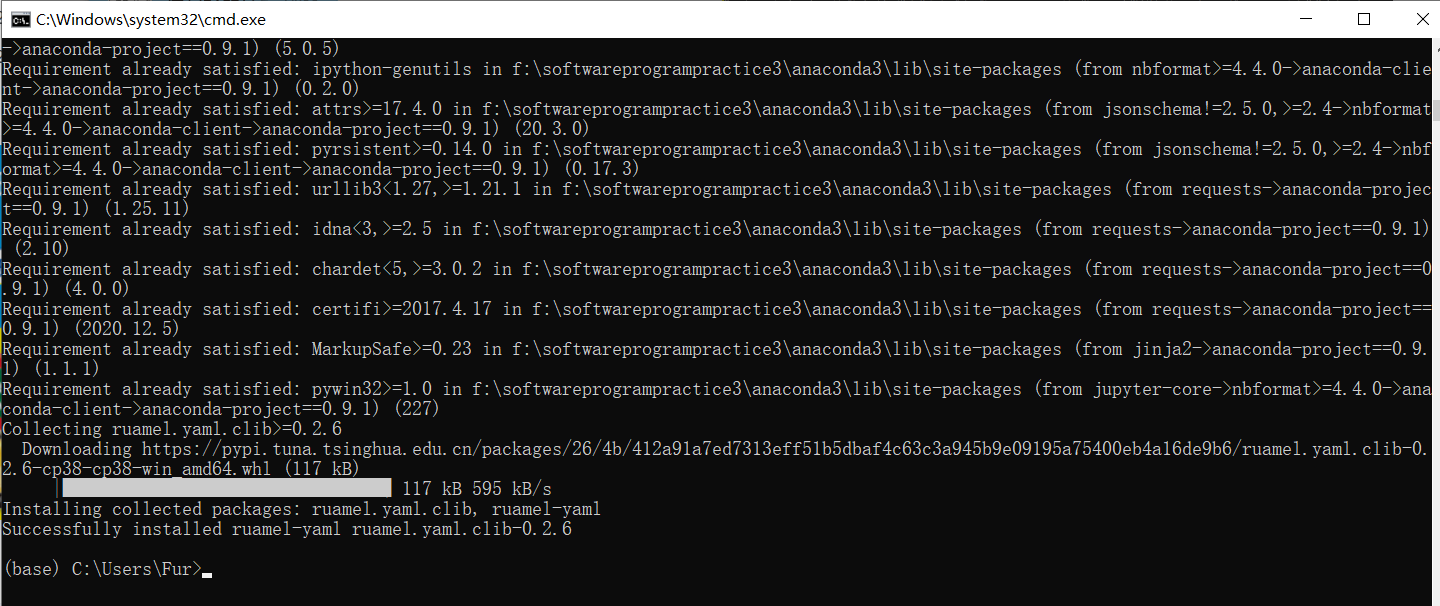 C:\Windows\system32\cmd.exe
->anaconda-project==0.9.1) (5.0.5)
Requirement already satisfied: ipython-genutils in f:\softwareprogrampractice3\anaconda3\lib\site-packages (from nbformat>=4.4.0->anaconda-clie
nt->anaconda-project==0.9.1) (0.2.0)
Requirement already satisfied: attrs>=17.4.0 in f:\softwareprogrampractice3\anaconda3\lib\site-packages (from jsonschema!=2.5.0,>=2.4->nbformat
>=4.4.0->anaconda-client->anaconda-project==0.9.1) (20.3.0)
Requirement already satisfied: pyrsistent>=0.14.0 in f:\softwareprogrampractice3\anaconda3\lib\site-packages (from jsonschema!=2.5.0,>=2.4->nbf
ormat>=4.4.0->anaconda-client->anaconda-project==0.9.1) (0.17.3)
Requirement already satisfied: urllib3<1.27,>=1.21.1 in f:\softwareprogrampractice3\anaconda3\lib\site-packages (from requests->anaconda-projec
t==0.9.1) (1.25.11)
Requirement already satisfied: idna<3,>=2.5 in f:\softwareprogrampractice3\anaconda3\lib\site-packages (from requests->anaconda-project==0.9.1)
(2.10)
Requirement already satisfied: chardet<5,>=3.0.2 in f:\softwareprogrampractice3\anaconda3\lib\site-packages (from requests->anaconda-project==0
.9.1) (4.0.0)
Requirement already satisfied: certifi>=2017.4.17 in f:\softwareprogrampractice3\anaconda3\lib\site-packages (from requests->anaconda-project==
0.9.1) (2020.12.5)
Requirement already satisfied: MarkupSafe>=0.23 in f:\softwareprogrampractice3\anaconda3\lib\site-packages (from jinja2->anaconda-project==0.9.
1) (1.1.1)
Requirement already satisfied: pywin32>=1.0 in f:\softwareprogrampractice3\anaconda3\lib\site-packages (from jupyter-core->nbformat>=4.4.0->ana
conda-client->anaconda-project==0.9.1) (227)
Collecting ruamel.yaml.clib>=0.2.6
Downloading https://pypi.tuna.tsinghua.edu.cn/packages/26/4b/412a91a7ed7313eff51b5dbaf4c63c3a945b9e09195a75400eb4a16de9b6/ruamel.yaml.clib-0.
2.6-cp38-cp38-win_amd64.whl (117 kB)
117 kB 595 kB/s
Installing collected packages: ruamel.yaml.clib, ruamel-yaml
Successfully installed ruamel-yaml ruamel.yaml.clib-0.2.6
(base) C:\Users\Fur>